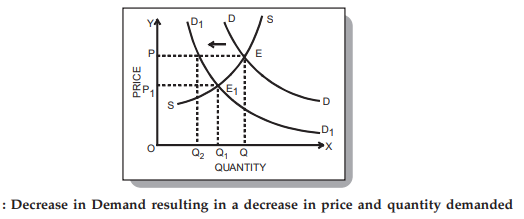 Y D₁ D S
P E
PRICE
P₁ E₁
S D
D₁
O X
Q₂ Q₁ Q
QUANTITY
: Decrease in Demand resulting in a decrease in price and quantity demanded